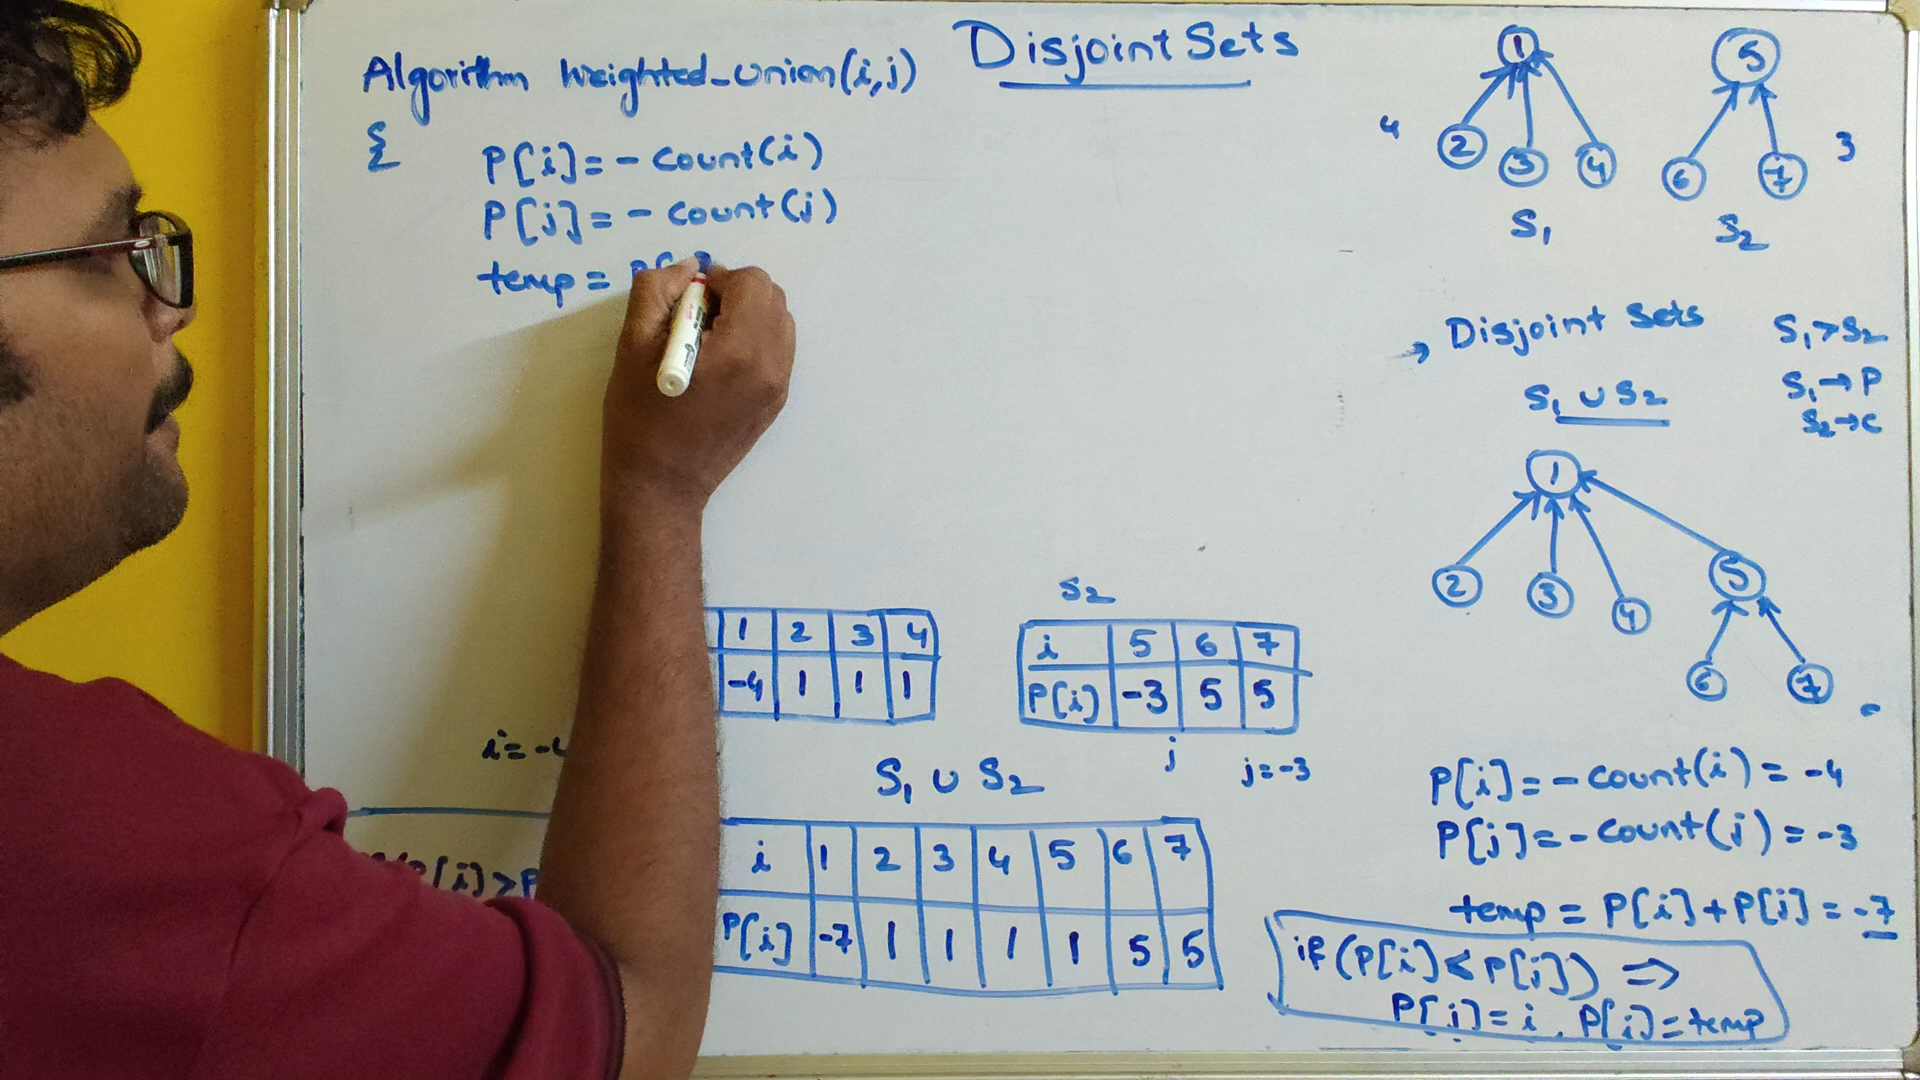 Disjoint Sets
Algorithm Weighted_Union(i,j)
{
P[i] = - count(i)
P[j] = - count(j)
temp =
1
2
3
4
4
S1
5
6
7
3
S2
→ Disjoint Sets
S1 ∪ S2
S1 > S2
S1 → P
S2 → C
1
2
3
4
5
6
7
1 2 3 4
-4 1 1 1
S2
i 5 6 7
P[i] -3 5 5
j
j = -3
S1 ∪ S2
i 1 2 3 4 5 6 7
P[i] -7 1 1 1 1 5 5
P[i] = - count(i) = -4
P[j] = - count(j) = -3
temp = P[i] + P[j] = -7
if (P[i] < P[j]) ⇒
P[j] = i, P[i] = temp